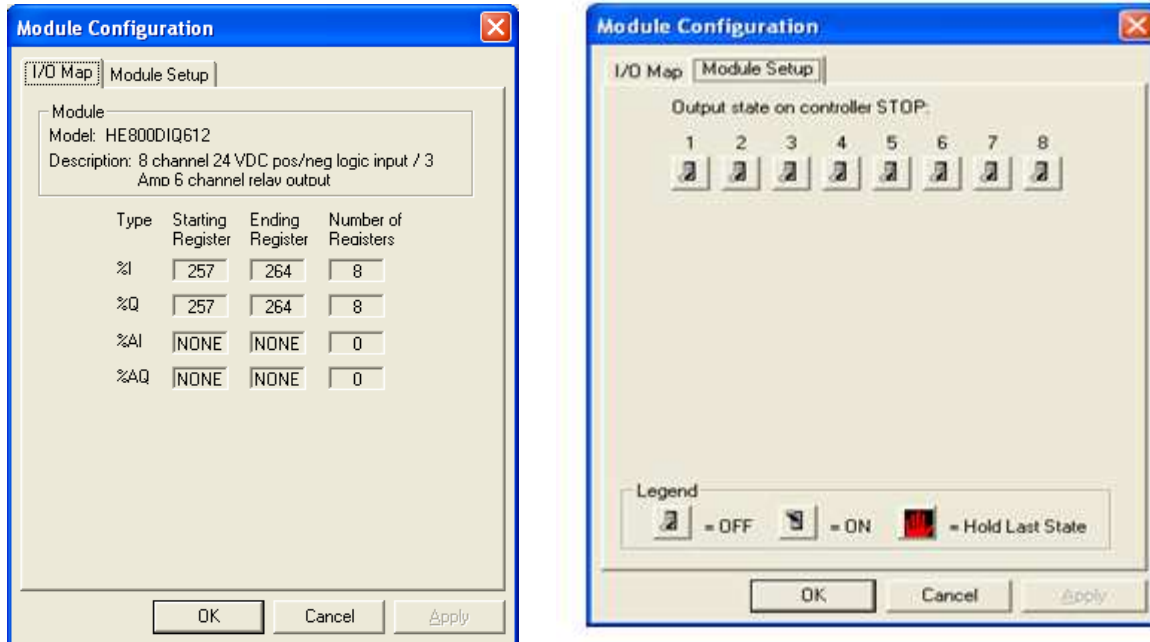 Module Configuration
I/O Map
Module Setup
Module
Model: HE800DIQ612
Description: 8 channel 24 VDC pos/neg logic input / 3
Amp 6 channel relay output
Type Starting Register Ending Register Number of Registers
%I 257 264 8
%Q 257 264 8
%AI NONE NONE 0
%AQ NONE NONE 0
OK Cancel Apply
Module Configuration
I/O Map
Module Setup
Output state on controller STOP:
1 2 3 4 5 6 7 8
Legend
= OFF = ON = Hold Last State
OK Cancel Apply